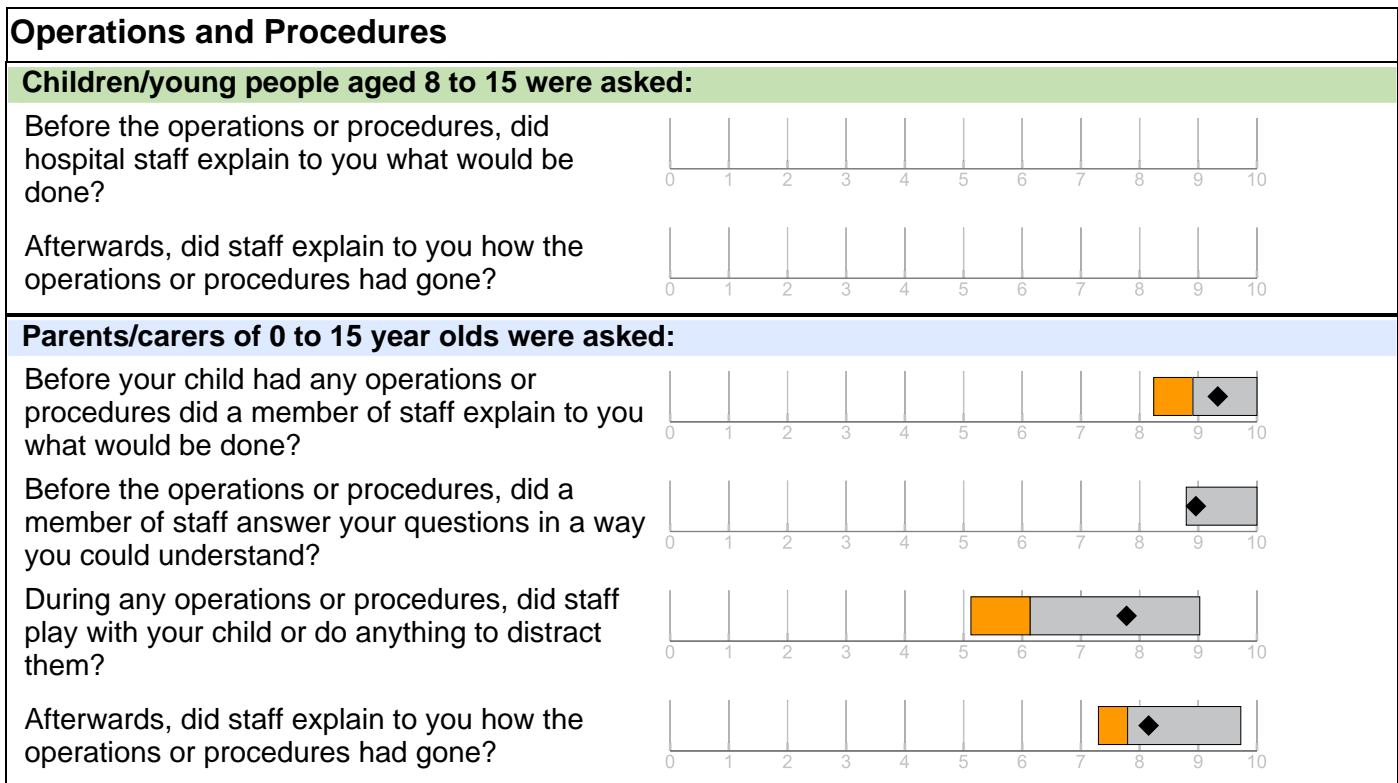 Operations and Procedures
Children/young people aged 8 to 15 were asked:
Before the operations or procedures, did
hospital staff explain to you what would be
done?
0 1 2 3 4 5 6 7 8 9 10
Afterwards, did staff explain to you how the
operations or procedures had gone?
0 1 2 3 4 5 6 7 8 9 10
Parents/carers of 0 to 15 year olds were asked:
Before your child had any operations or
procedures did a member of staff explain to you
what would be done?
0 1 2 3 4 5 6 7 8 9 10
Before the operations or procedures, did a
member of staff answer your questions in a way
you could understand?
0 1 2 3 4 5 6 7 8 9 10
During any operations or procedures, did staff
play with your child or do anything to distract
them?
0 1 2 3 4 5 6 7 8 9 10
Afterwards, did staff explain to you how the
operations or procedures had gone?
0 1 2 3 4 5 6 7 8 9 10